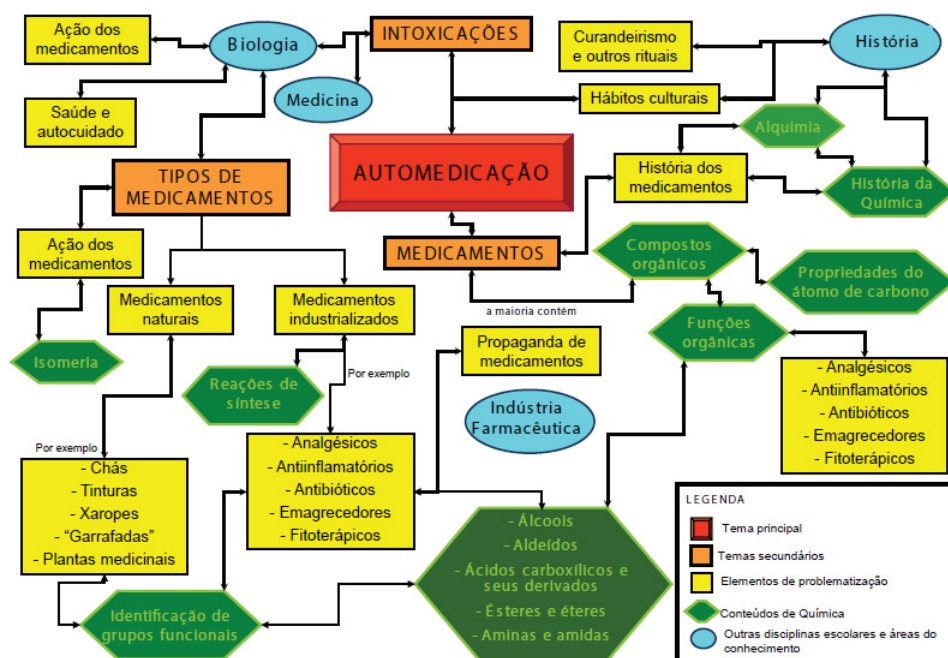 Ação dos
medicamentos
Biologia
INTOXICAÇÕES
Curandeirismo
e outros rituais
História
Medicina
Hábitos culturais
Saúde e
autocuidado
Alquimia
AUTOMEDICAÇÃO
História dos
medicamentos
TIPOS DE
MEDICAMENTOS
História da
Química
Ação dos
medicamentos
MEDICAMENTOS
Compostos
orgânicos
Propriedades do
átomo de carbono
Medicamentos
naturais
Medicamentos
industrializados
a maioria contém
Funções
orgânicas
Isomeria
Reações de
síntese
Por exemplo
Propaganda de
medicamentos
- Analgésicos
- Antiinflamatórios
- Antibióticos
- Emagrecedores
- Fitoterápicos
Indústria
Farmacêutica
Por exemplo
- Chás
- Tinturas
- Xaropes
- “Garrafadas”
- Plantas medicinais
- Analgésicos
- Antiinflamatórios
- Antibióticos
- Emagrecedores
- Fitoterápicos
- Álcoois
- Aldeídos
- Ácidos carboxílicos e
seus derivados
- Ésteres e éteres
- Aminas e amidas
Identificação de
grupos funcionais
LEGENDA
Tema principal
Temas secundários
Elementos de problematização
Conteúdos de Química
Outras disciplinas escolares e áreas do
conhecimento